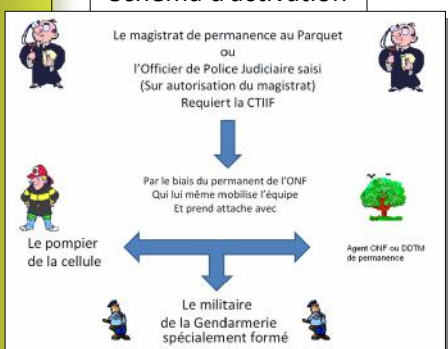 Schéma d'activation
Le magistrat de permanence au Parquet
ou
l'Officier de Police Judiciaire saisi
(Sur autorisation du magistrat)
Requiert la CTIIF
Par le biais du permanent de l'ONF
Qui lui même mobilise l'équipe
Et prend attache avec
Le pompier
de la cellule
Agent ONF ou DDTM
de permanence
Le militaire
de la Gendarmerie
spécialement formé